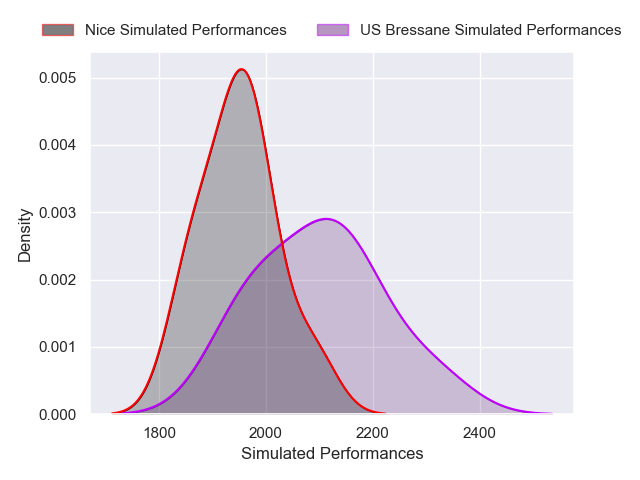 Nice Simulated Performances
US Bressane Simulated Performances
0.005
0.004
0.003
0.002
0.001
0.000
Density
1800
2000
2200
2400
Simulated Performances